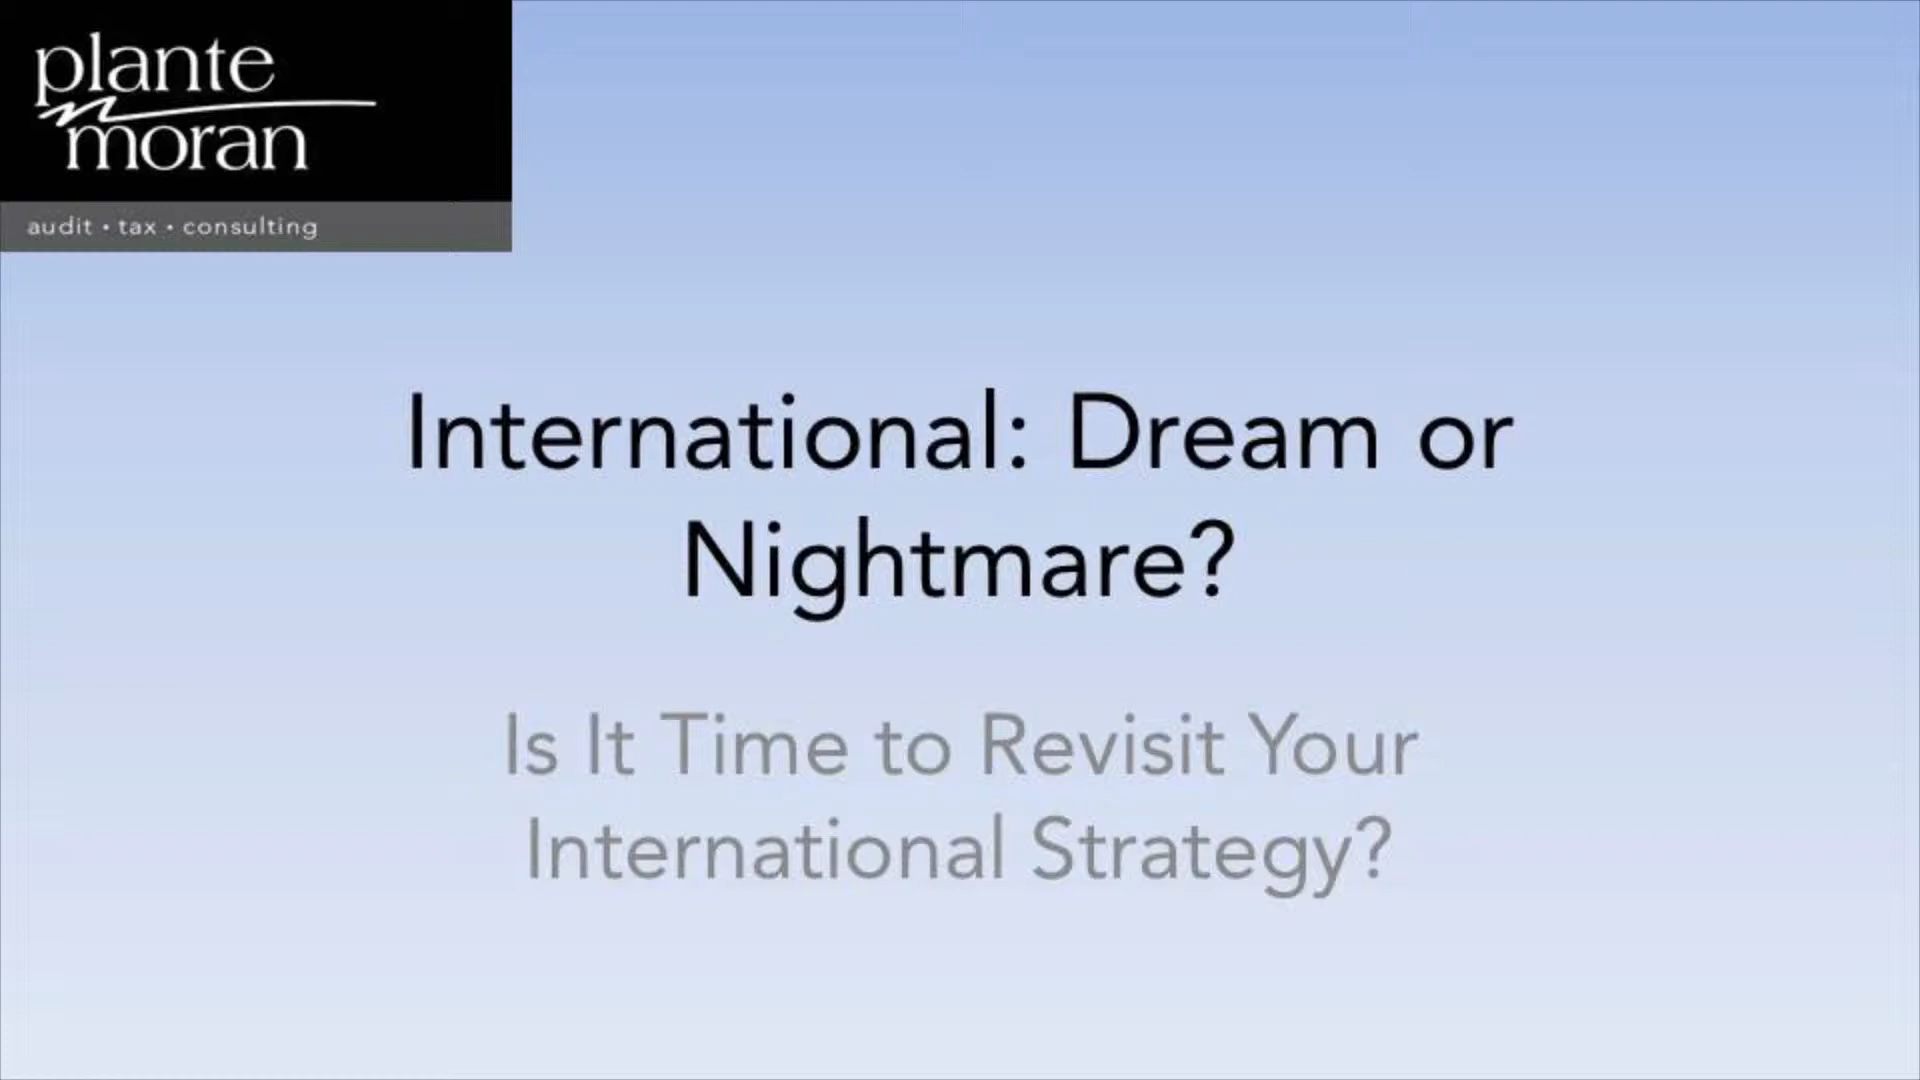 plante
moran
audit • tax • consulting
International: Dream or
Nightmare?
Is It Time to Revisit Your
International Strategy?